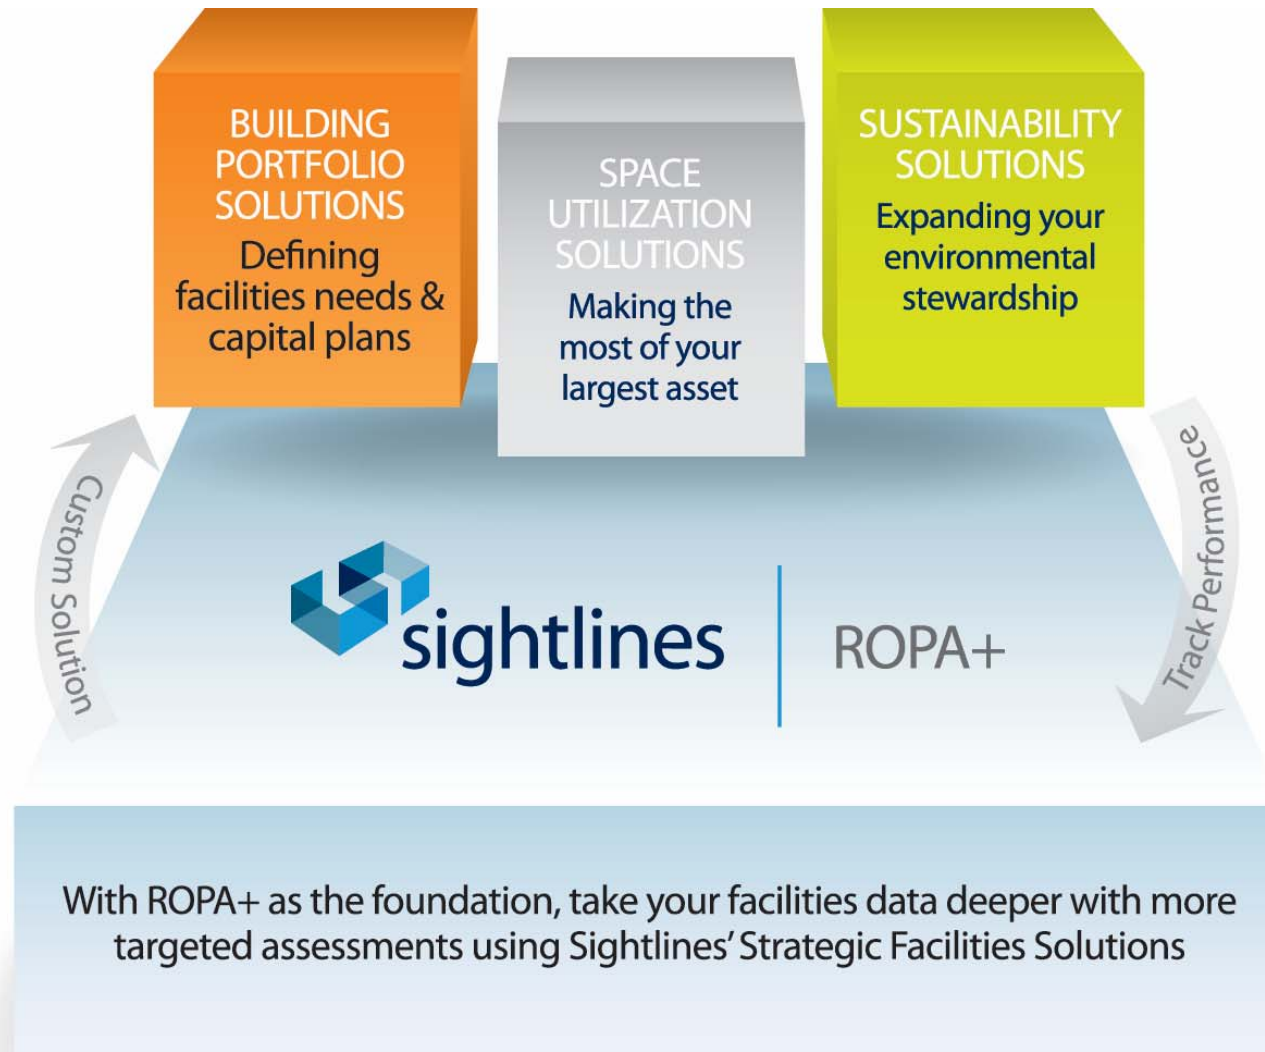 BUILDING
PORTFOLIO
SOLUTIONS
Defining
facilities needs &
capital plans
SPACE
UTILIZATION
SOLUTIONS
Making the
most of your
largest asset
SUSTAINABILITY
SOLUTIONS
Expanding your
environmental
stewardship
Custom Solution
Track Performance
sightlines
ROPA+
With ROPA+ as the foundation, take your facilities data deeper with more
targeted assessments using Sightlines’ Strategic Facilities Solutions